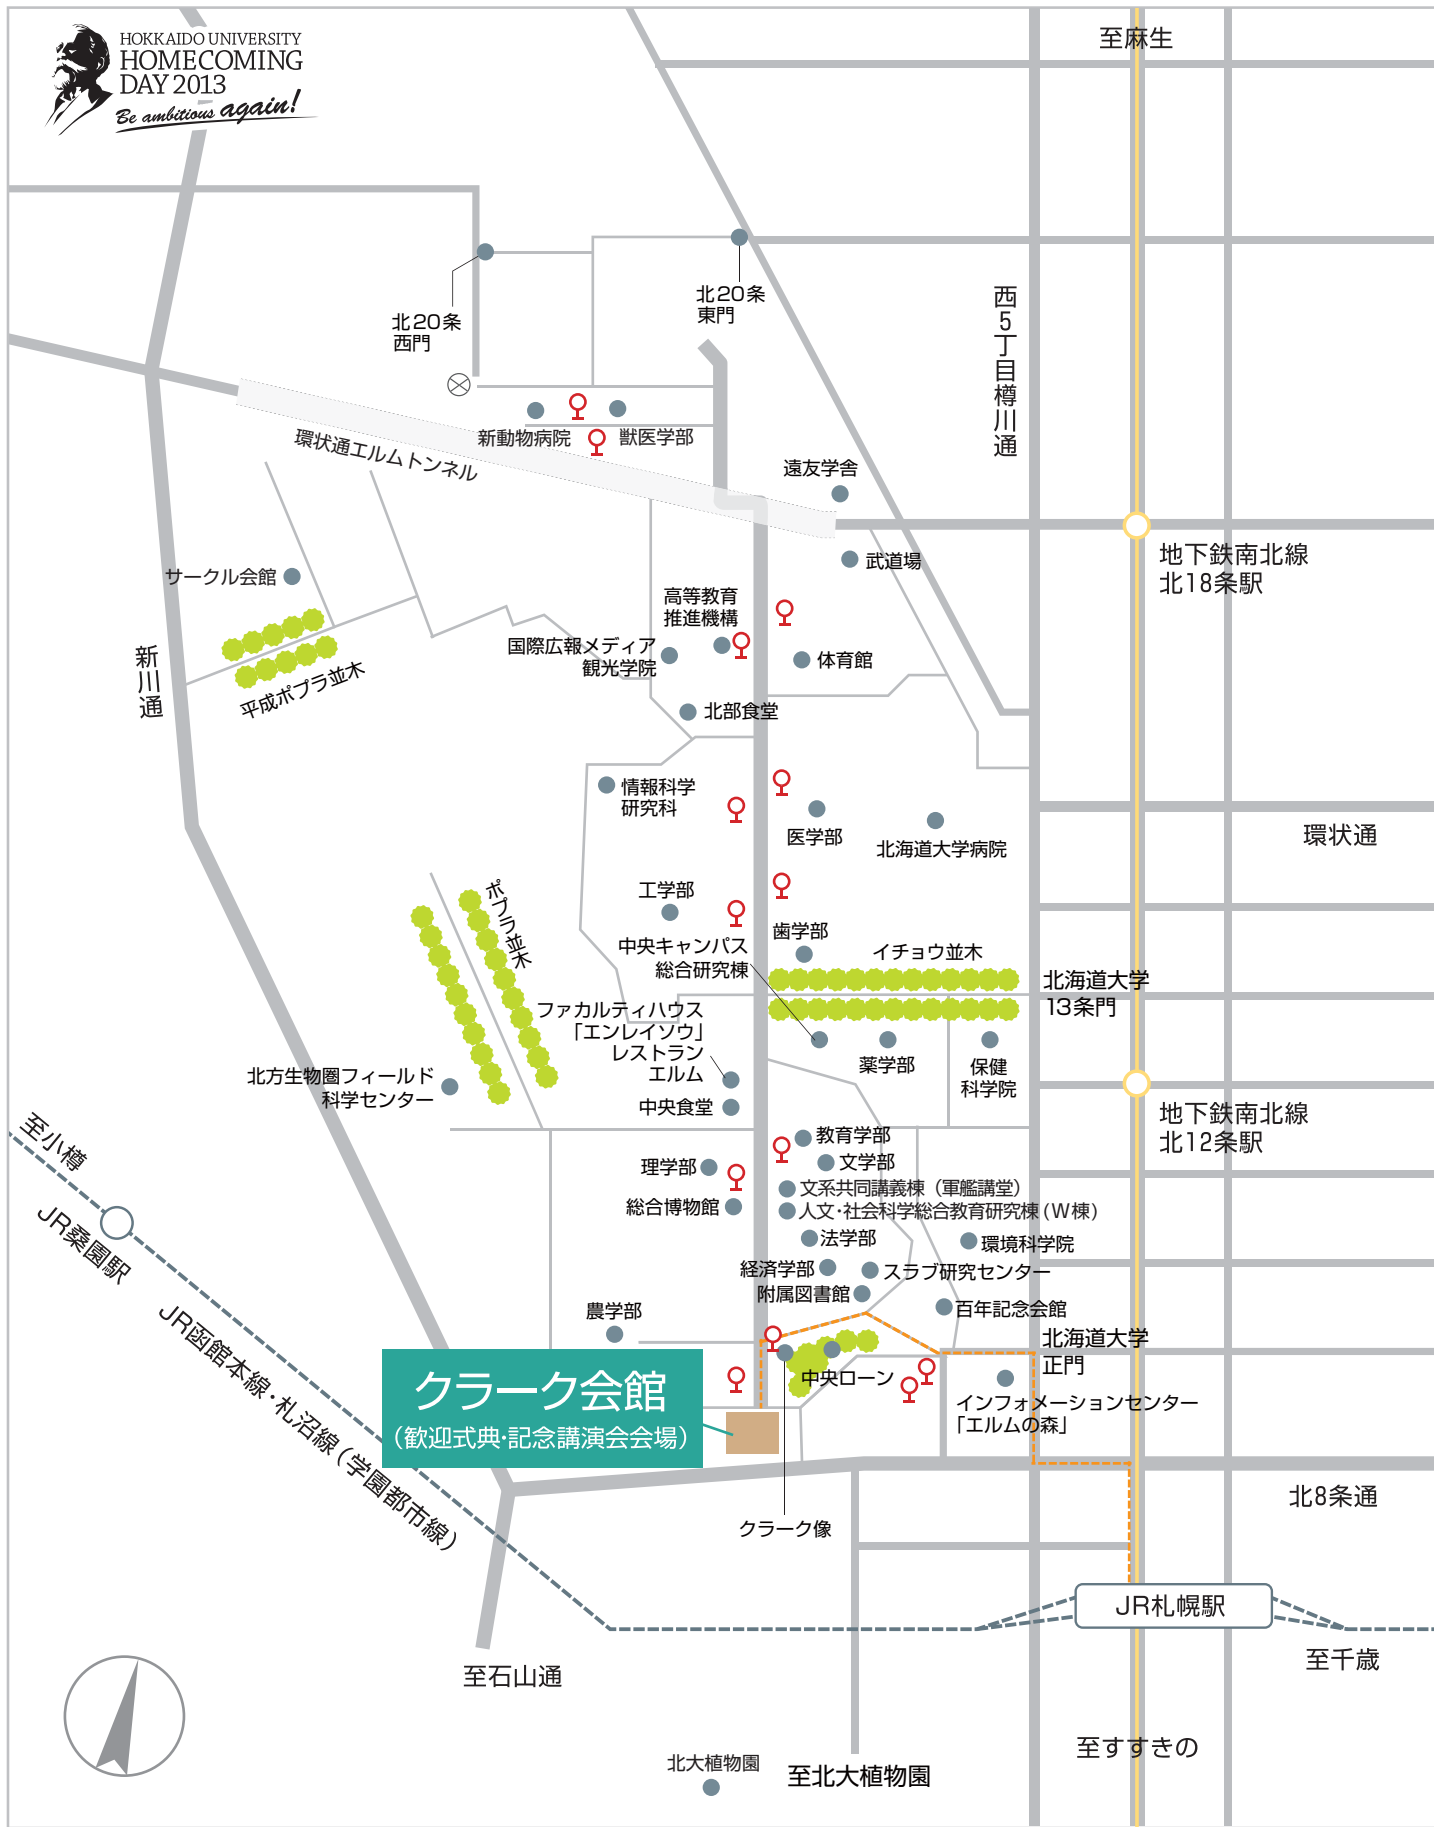 HOKKAIDO UNIVERSITY
HOMECOMING
DAY 2013
Be ambitious again!
至麻生
北20条
西門
北20条
東門
西5丁目樽川通
新動物病院
獣医学部
環状通エルムトンネル
遠友学舎
武道場
地下鉄南北線
北18条駅
サークル会館
高等教育
推進機構
国際広報メディア
観光学院
体育館
新川通
平成ポプラ並木
北部食堂
情報科学
研究科
医学部
北海道大学病院
環状通
工学部
ポプラ並木
歯学部
中央キャンパス
総合研究棟
イチョウ並木
北海道大学
13条門
ファカルティハウス
「エンレイソウ」
レストラン
エルム
薬学部
保健
科学院
北方生物圏フィールド
科学センター
中央食堂
地下鉄南北線
北12条駅
至小樽
教育学部
文学部
理学部
文系共同講義棟（軍艦講堂）
総合博物館
人文・社会科学総合教育研究棟(W棟)
JR桑園駅
法学部
環境科学院
経済学部
スラブ研究センター
附属図書館
百年記念会館
農学部
北海道大学
正門
JR函館本線・札沼線(学園都市線)
クラーク会館
（歓迎式典・記念講演会会場）
中央ローン
インフォメーションセンター
「エルムの森」
北8条通
クラーク像
JR札幌駅
至千歳
至石山通
至すすきの
北大植物園
至北大植物園